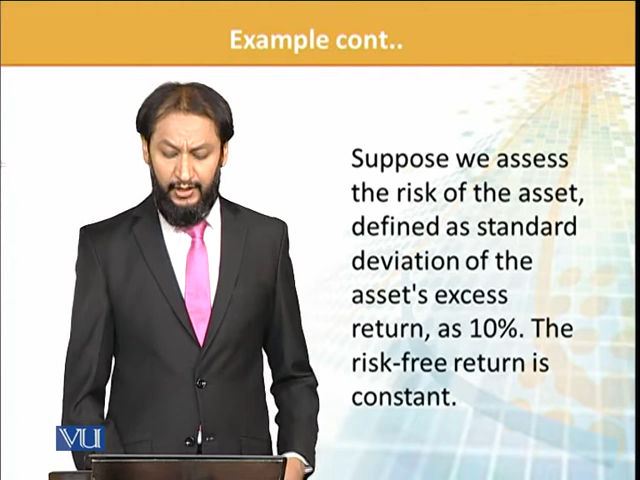 Example cont..
Suppose we assess
the risk of the asset,
defined as standard
deviation of the
asset's excess
return, as 10%. The
risk-free return is
constant.
VU